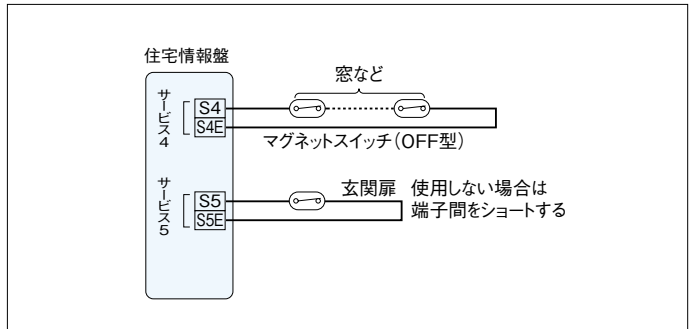 住宅情報盤
窓など
サービス4
S4
S4E
マグネットスイッチ(OFF型)
サービス5
S5
S5E
玄関扉
使用しない場合は
端子間をショートする